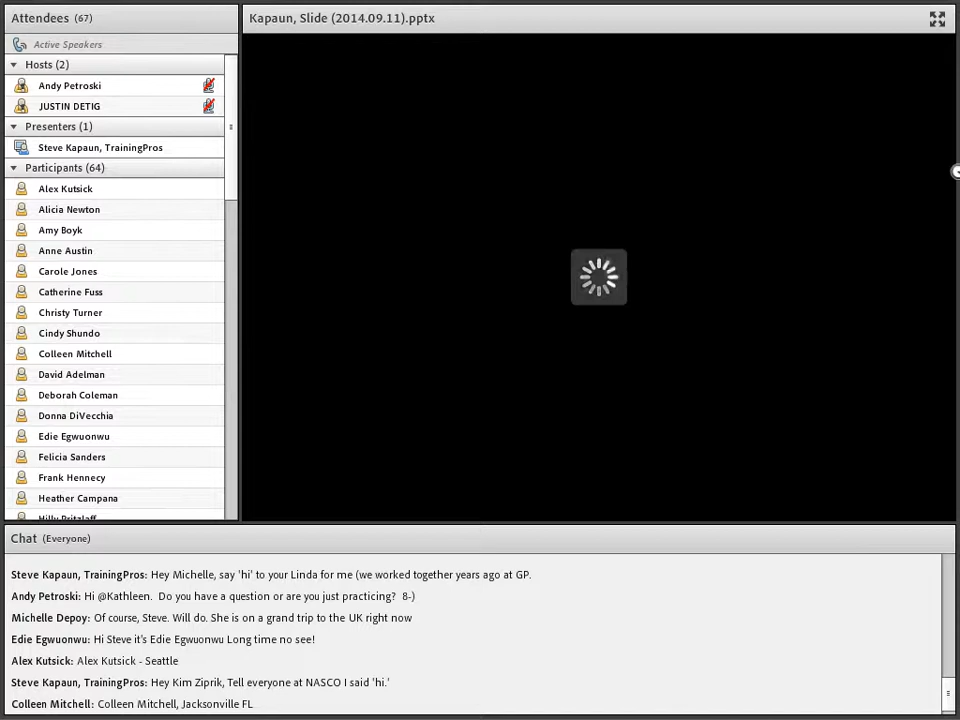 Attendees (67)
Active Speakers
Hosts (2)
Andy Petroski
JUSTIN DETIG
Presenters (1)
Steve Kapaun, TrainingPros
Participants (64)
Alex Kutsick
Alicia Newton
Amy Boyk
Anne Austin
Carole Jones
Catherine Fuss
Christy Turner
Cindy Shundo
Colleen Mitchell
David Adelman
Deborah Coleman
Donna DiVecchia
Edie Egwuonwu
Felicia Sanders
Frank Hennecy
Heather Campana
Hilly Pritzlaff
Kapaun, Slide (2014.09.11).pptx
Chat (Everyone)
Steve Kapaun, TrainingPros: Hey Michelle, say 'hi' to your Linda for me (we worked together years ago at GP.
Andy Petroski: Hi @Kathleen. Do you have a question or are you just practicing? 8-)
Michelle Depoy: Of course, Steve. Will do. She is on a grand trip to the UK right now
Edie Egwuonwu: Hi Steve it's Edie Egwuonwu Long time no see!
Alex Kutsick: Alex Kutsick - Seattle
Steve Kapaun, TrainingPros: Hey Kim Ziprik, Tell everyone at NASCO I said 'hi.'
Colleen Mitchell: Colleen Mitchell, Jacksonville FL